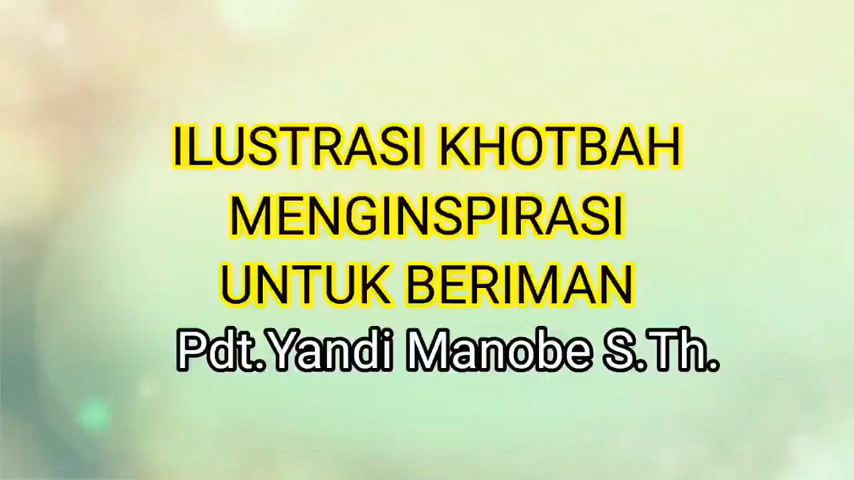 ILUSTRASI KHOTBAH
MENGINSPIRASI
UNTUK BERIMAN
Pdt.Yandi Manobe S.Th.